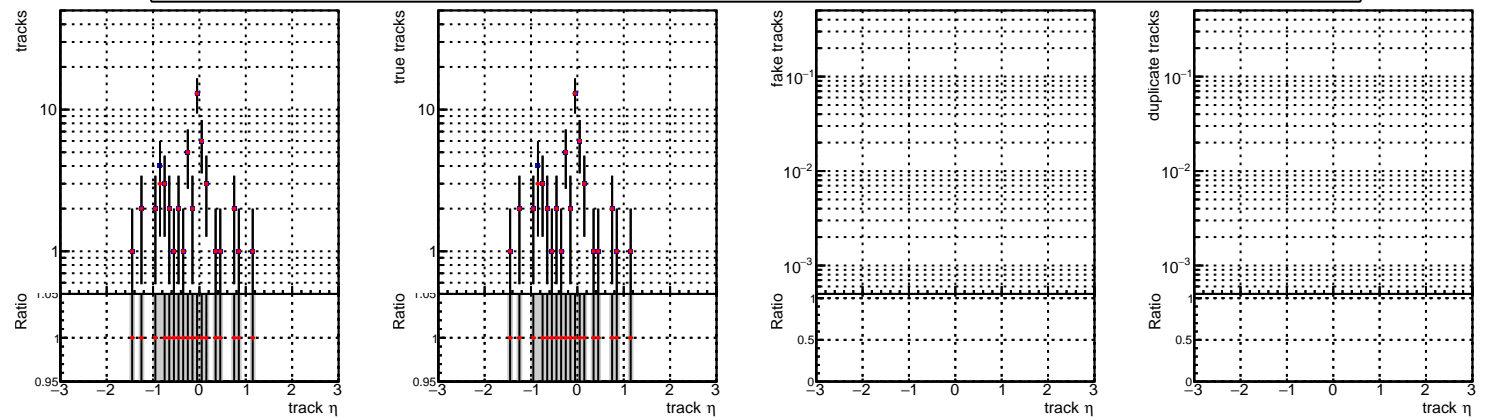 tracks
10
1
Ratio
1.05
1
0.95
−3 −2 −1 0 1 2 3
track η
true tracks
10
1
Ratio
1.05
1
0.95
−3 −2 −1 0 1 2 3
track η
fake tracks
10−1
10−2
10−3
Ratio
1
0.5
0
−3 −2 −1 0 1 2 3
track η
duplicate tracks
10−1
10−2
10−3
Ratio
1
0.5
0
−3 −2 −1 0 1 2 3
track η